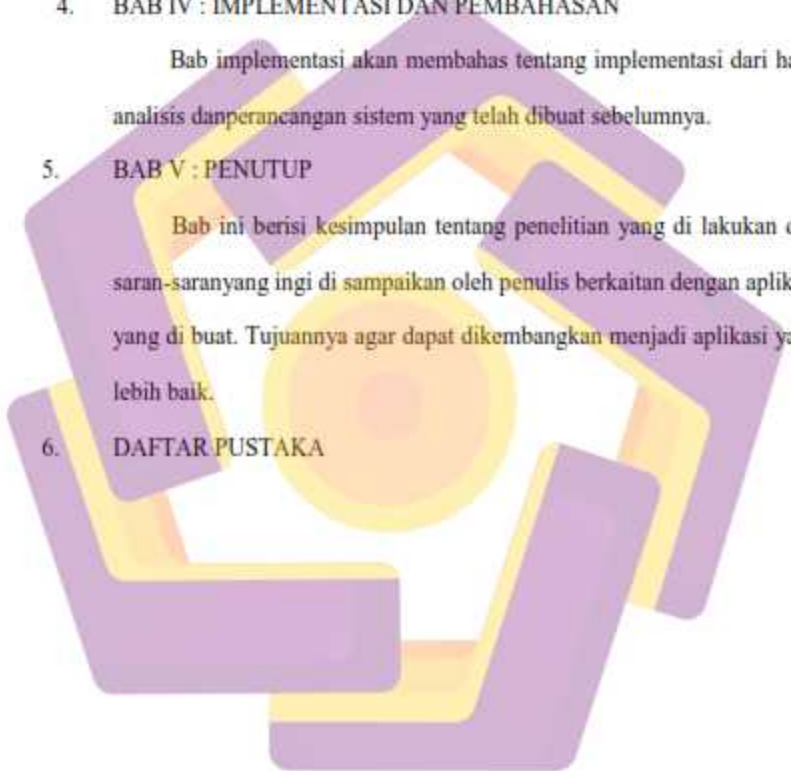 4. BAB IV : IMPLEMENTASI DAN PEMBAHASAN
Bab implementasi akan membahas tentang implementasi dari
analisis danperancangan sistem yang telah dibuat sebelumnya.
5. BAB V : PENUTUP
Bab ini berisi kesimpulan tentang penelitian yang di lakukan
saran-saranyang ingi di sampaikan oleh penulis berkaitan dengan
yang di buat. Tujuannya agar dapat dikembangkan menjadi aplikasi
lebih baik.
6. DAFTAR PUSTAKA